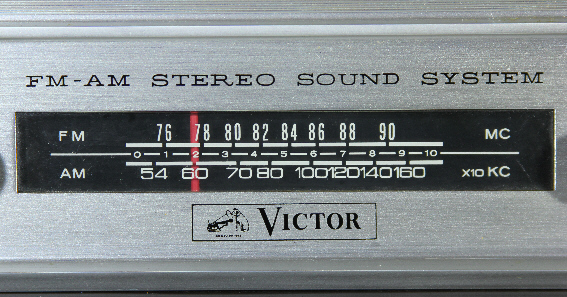 FM-AM STEREO SOUND SYSTEM
FM 76 78 80 82 84 86 88 90 MC
0 1 2 3 4 5 6 7 8 9 10
AM 54 60 70 80 100 120 140 160 x10 KC
VICTOR